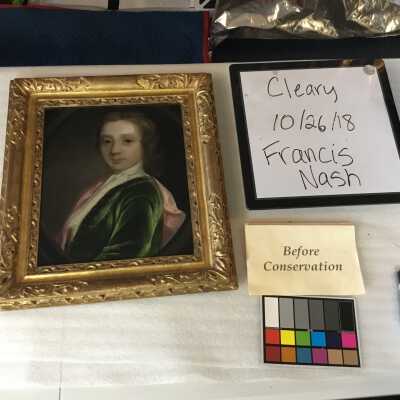 Cleary
10/26/18
Francis
Nash
Before
Conservation